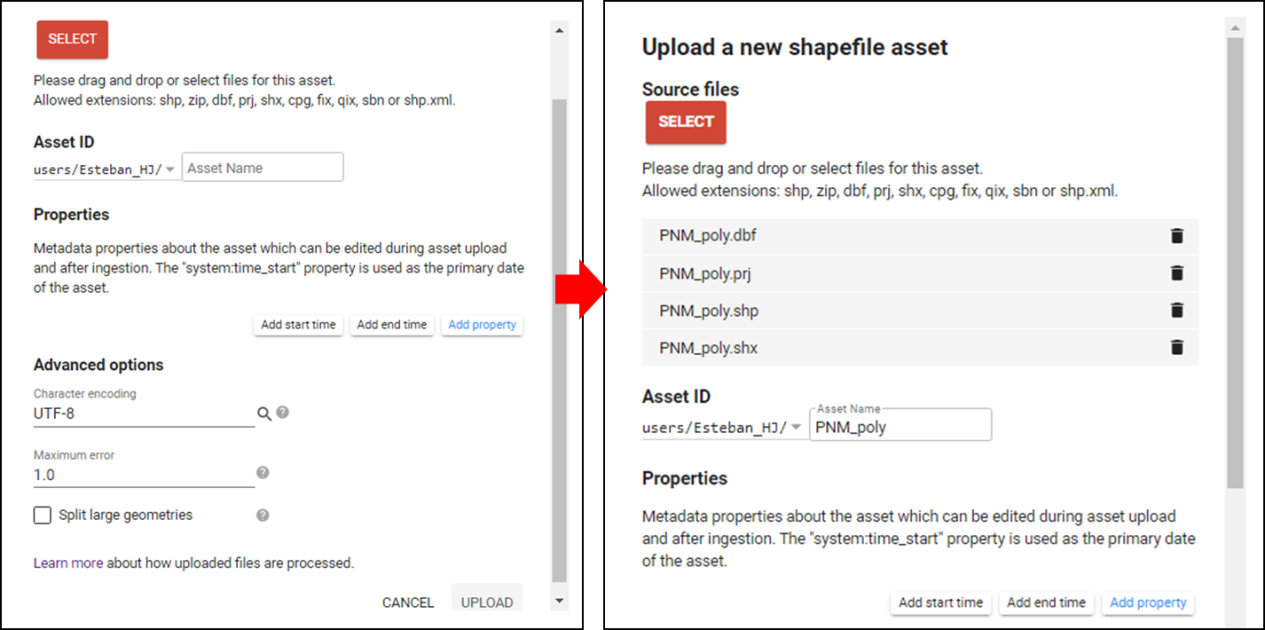 SELECT
Please drag and drop or select files for this asset.
Allowed extensions: shp, zip, dbf, prj, shx, cpg, fix, qix, sbn or shp.xml.
Asset ID
users/Esteban_HJ/ Asset Name
Properties
Metadata properties about the asset which can be edited during asset upload
and after ingestion. The "system:time_start" property is used as the primary date
of the asset.
Add start time Add end time Add property
Advanced options
Character encoding
UTF-8
Maximum error
1.0
Split large geometries
Learn more about how uploaded files are processed.
CANCEL UPLOAD
Upload a new shapefile asset
Source files
SELECT
Please drag and drop or select files for this asset.
Allowed extensions: shp, zip, dbf, prj, shx, cpg, fix, qix, sbn or shp.xml.
PNM_poly.dbf
PNM_poly.prj
PNM_poly.shp
PNM_poly.shx
Asset ID
Asset Name
users/Esteban_HJ/ PNM_poly
Properties
Metadata properties about the asset which can be edited during asset upload
and after ingestion. The "system:time_start" property is used as the primary date
of the asset.
Add start time Add end time Add property